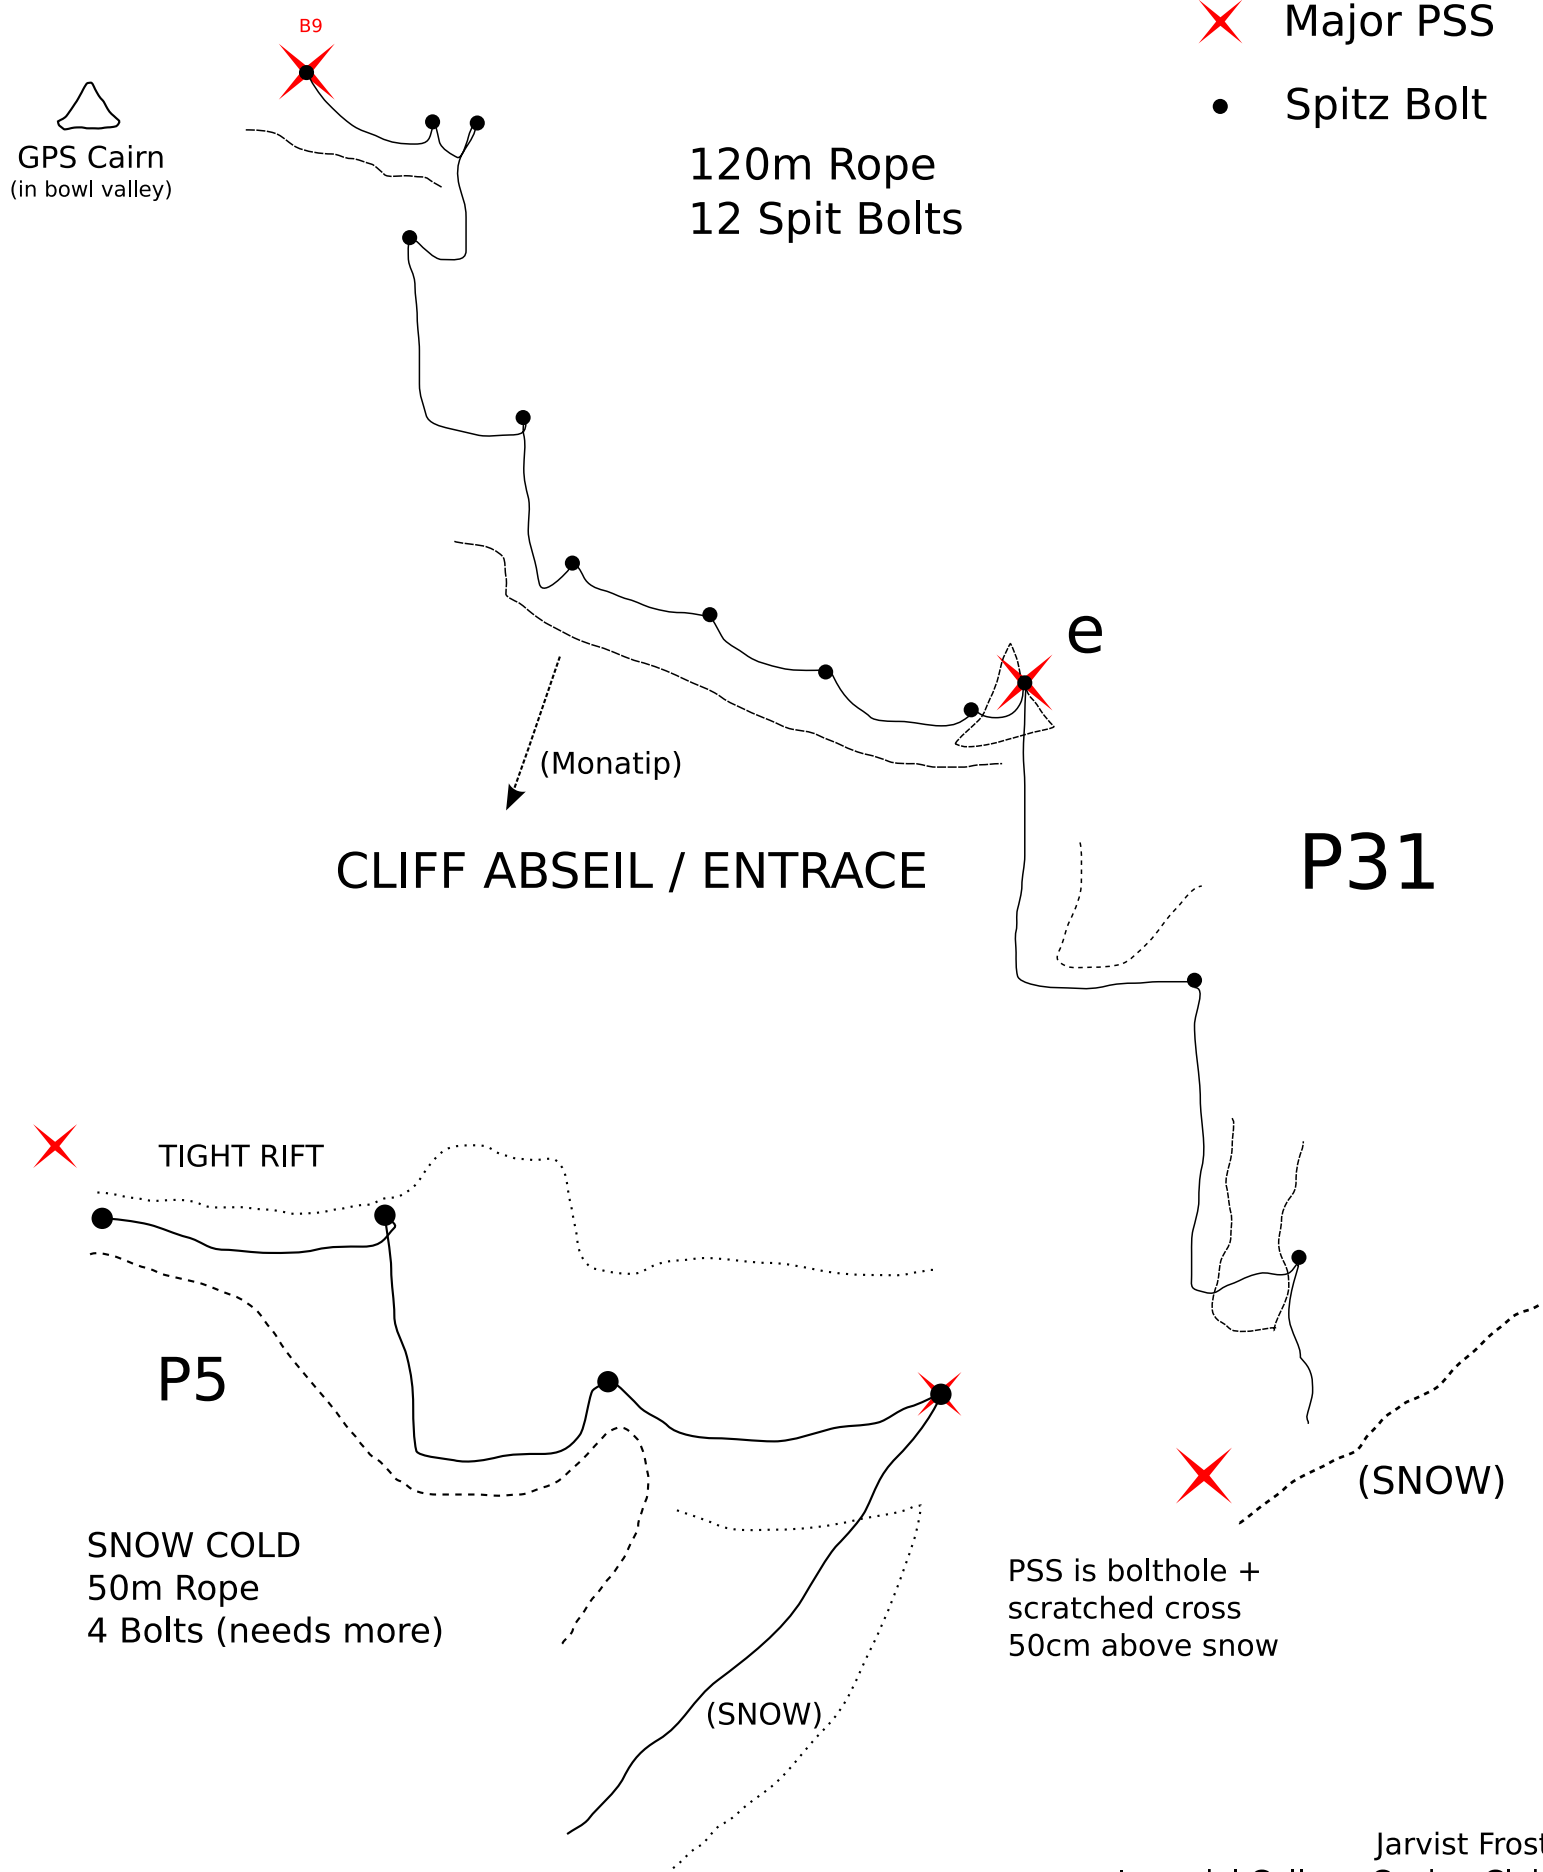 B9
Major PSS
Spitz Bolt
GPS Cairn
(in bowl valley)
120m Rope
12 Spit Bolts
e
(Monatip)
CLIFF ABSEIL / ENTRACE
P31
TIGHT RIFT
P5
SNOW COLD
50m Rope
4 Bolts (needs more)
(SNOW)
(SNOW)
PSS is bolthole +
scratched cross
50cm above snow
Jarvist Frost